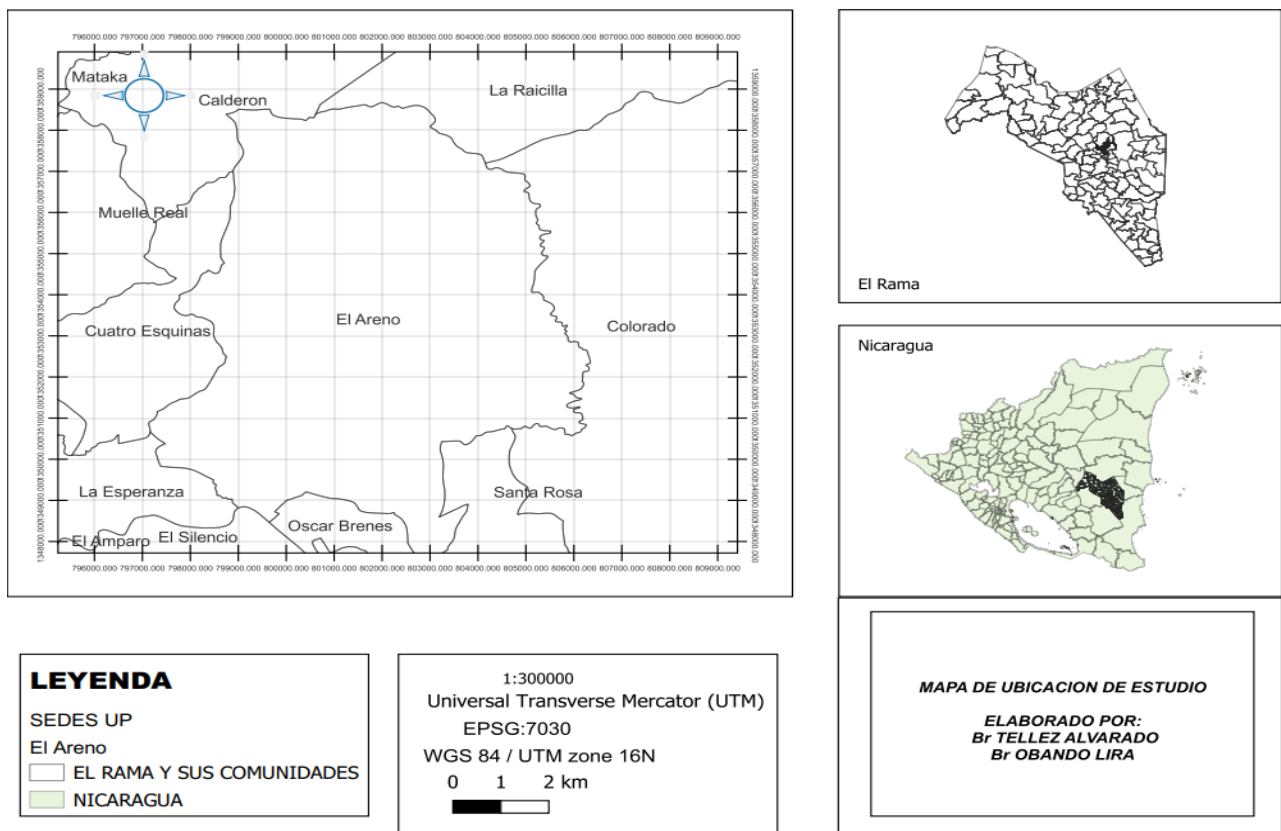 796000.000 797000.000 798000.000 799000.000 800000.000 801000.000 802000.000 803000.000 804000.000 805000.000 806000.000 807000.000 808000.000 809000.000
Mataka
Calderon
La Raicilla
Muelle Real
Cuatro Esquinas
El Areno
Colorado
La Esperanza
Santa Rosa
Oscar Brenes
El Amparo
El Silencio
796000.000 797000.000 798000.000 799000.000 800000.000 801000.000 802000.000 803000.000 804000.000 805000.000 806000.000 807000.000 808000.000 809000.000
El Rama
Nicaragua
LEYENDA
SEDES UP
El Areno
EL RAMA Y SUS COMUNIDADES
NICARAGUA
1:300000
Universal Transverse Mercator (UTM)
EPSG:7030
WGS 84 / UTM zone 16N
0 1 2 km
MAPA DE UBICACION DE ESTUDIO
ELABORADO POR:
Br TELLEZ ALVARADO
Br OBANDO LIRA